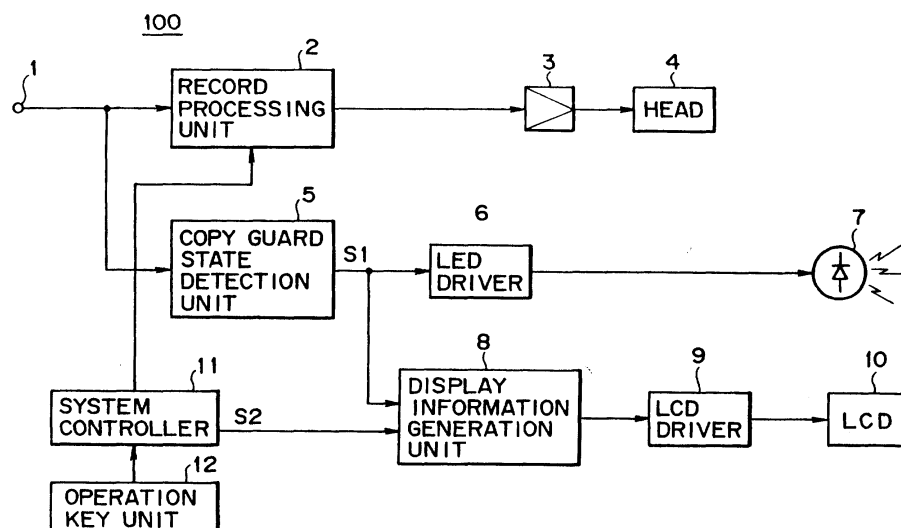 100
1
2
RECORD
PROCESSING
UNIT
3
4
HEAD
5
COPY GUARD
STATE
DETECTION
UNIT
S1
6
LED
DRIVER
7
8
DISPLAY
INFORMATION
GENERATION
UNIT
9
LCD
DRIVER
10
LCD
11
SYSTEM
CONTROLLER
S2
12
OPERATION
KEY UNIT